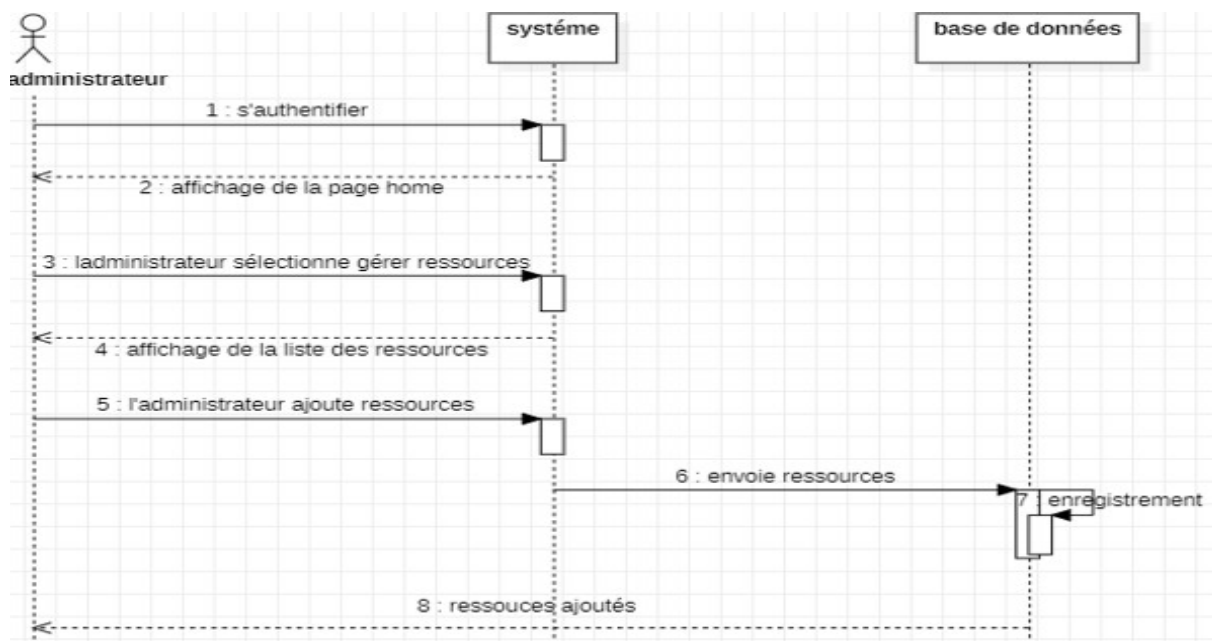 systéme
base de données
administrateur
1 : s'authentifier
2 : affichage de la page home
3 : ladministrateur sélectionne gérer ressources
4 : affichage de la liste des ressources
5 : l'administrateur ajoute ressources
6 : envoie ressources
7 : enregistrement
8 : ressouces ajoutés